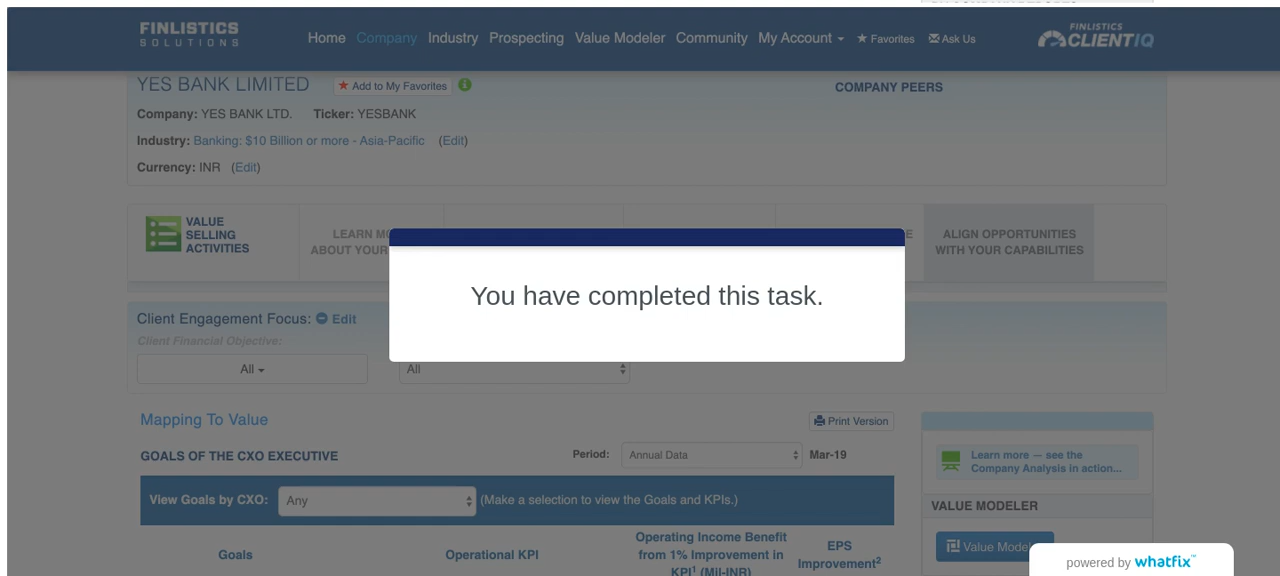 FINLISTICS
SOLUTIONS
Home Company Industry Prospecting Value Modeler Community My Account Favorites Ask Us
FINLISTICS
CLIENTIQ
YES BANK LIMITED
Add to My Favorites
COMPANY PEERS
Company: YES BANK LTD. Ticker: YESBANK
Industry: Banking: $10 Billion or more - Asia-Pacific (Edit)
Currency: INR (Edit)
VALUE
SELLING
ACTIVITIES
LEARN
ABOUT YOUR
ALIGN OPPORTUNITIES
WITH YOUR CAPABILITIES
You have completed this task.
Client Engagement Focus: Edit
Client Financial Objective:
All
All
Mapping To Value
Print Version
GOALS OF THE CXO EXECUTIVE
Period: Annual Data Mar-19
View Goals by CXO: Any (Make a selection to view the Goals and KPIs.)
Goals
Operational KPI
Operating Income Benefit
from 1% Improvement in
KPI¹ (Mil-INR)
EPS
Improvement²
Learn more — see the
Company Analysis in action...
VALUE MODELER
Value
powered by whatfix™